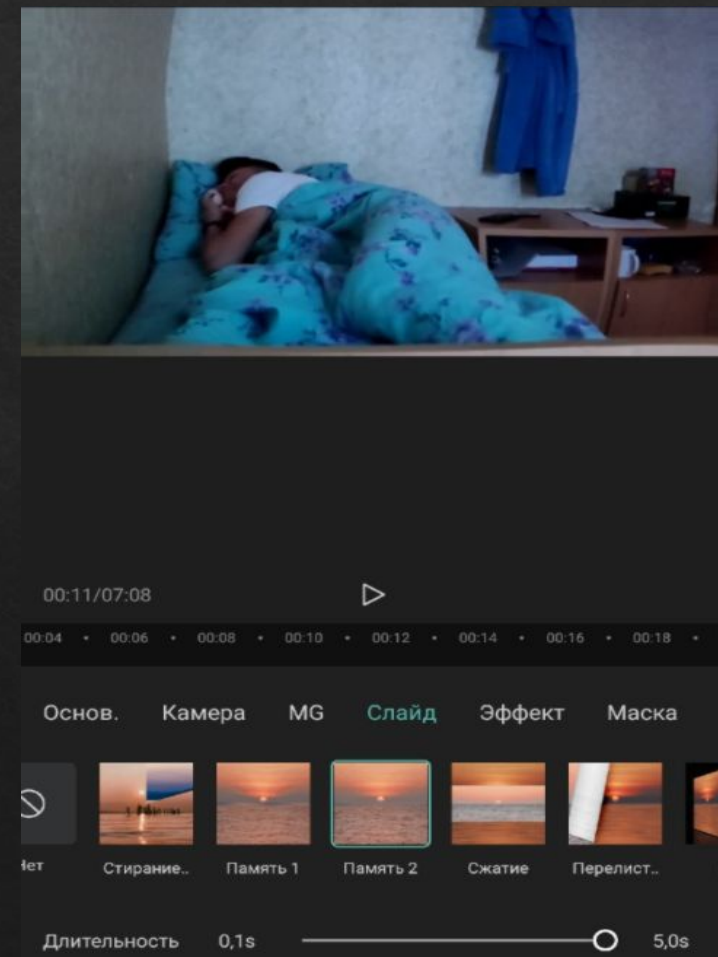 00:11/07:08
00:04 • 00:06 • 00:08 • 00:10 • 00:12 • 00:14 • 00:16 • 00:18 •
Основ. Камера MG Слайд Эффект Маска
Нет Стирание.. Память 1 Память 2 Сжатие Перелист..
Длительность 0,1s 5,0s